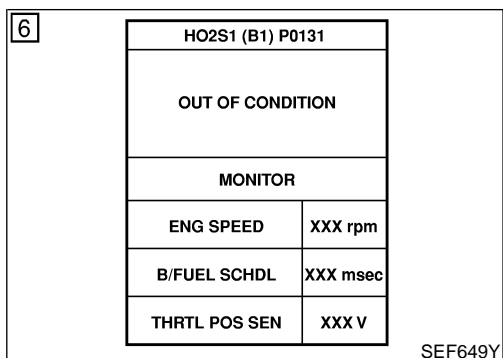 6
HO2S1 (B1) P0131
OUT OF CONDITION
MONITOR
ENG SPEED XXX rpm
B/FUEL SCHDL XXX msec
THRTL POS SEN XXX V
SEF649Y